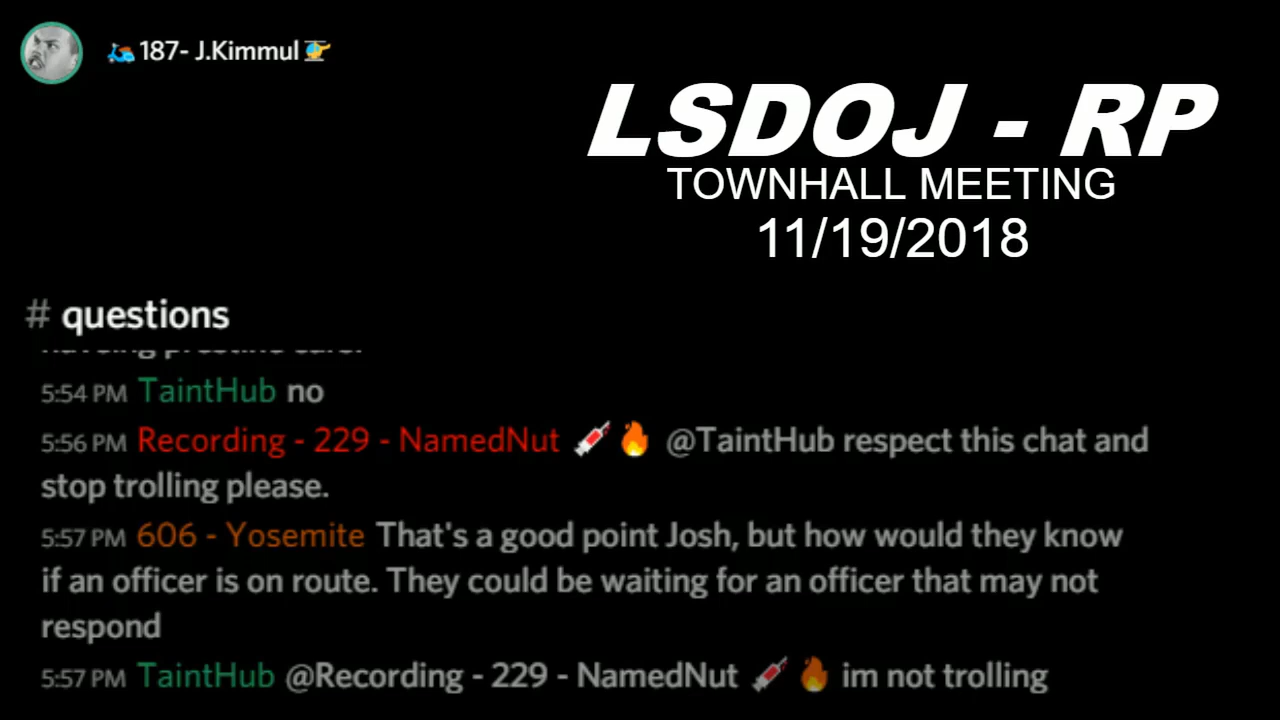 187- J.Kimmul
LSDOJ - RP
TOWNHALL MEETING
11/19/2018
# questions
5:54 PM TaintHub no
5:56 PM Recording - 229 - NamedNut 💉🔥 @TaintHub respect this chat and
stop trolling please.
5:57 PM 606 - Yosemite That's a good point Josh, but how would they know
if an officer is on route. They could be waiting for an officer that may not
respond
5:57 PM TaintHub @Recording - 229 - NamedNut 💉🔥 im not trolling